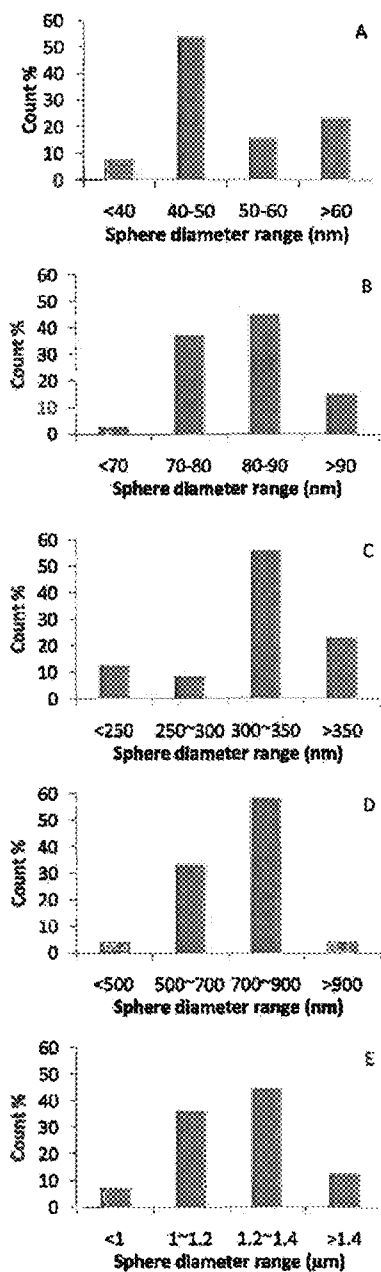 A
Count %
60
50
40
30
20
10
0
<40 40-50 50-60 >60
Sphere diameter range (nm)
B
Count %
60
50
40
30
20
10
0
<70 70-80 80-90 >90
Sphere diameter range (nm)
C
Count %
60
50
40
30
20
10
0
<250 250~300 300~350 >350
Sphere diameter range (nm)
D
Count %
60
50
40
30
20
10
0
<500 500~700 700~900 >900
Sphere diameter range (nm)
E
Count %
60
50
40
30
20
10
0
<1 1~1.2 1.2~1.4 >1.4
Sphere diameter range (μm)